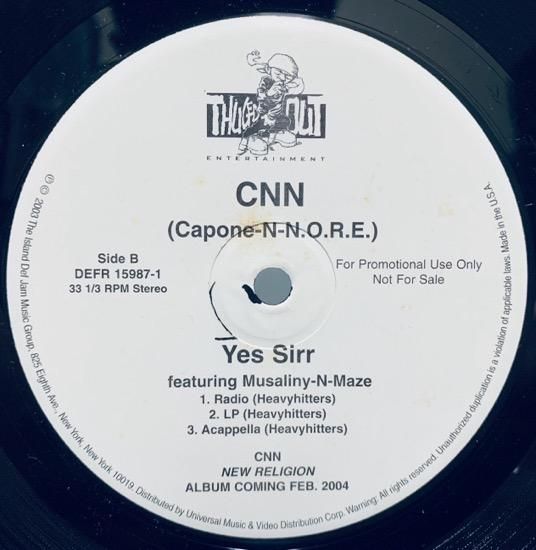 THUGGED OUT
ENTERTAINMENT
CNN
(Capone-N-N.O.R.E.)
Side B
DEFR 15987-1
33 1/3 RPM Stereo
For Promotional Use Only
Not For Sale
Yes Sirr
featuring Musaliny-N-Maze
1. Radio (Heavyhitters)
2. LP (Heavyhitters)
3. Acappella (Heavyhitters)
CNN
NEW RELIGION
ALBUM COMING FEB. 2004
℗ © 2003 The Island Def Jam Music Group. 825 Eighth Ave., New York, New York 10019. Distributed by Universal Music & Video Distribution Corp. Warning: All rights reserved. Unauthorized duplication is a violation of applicable laws. Made in the U.S.A.